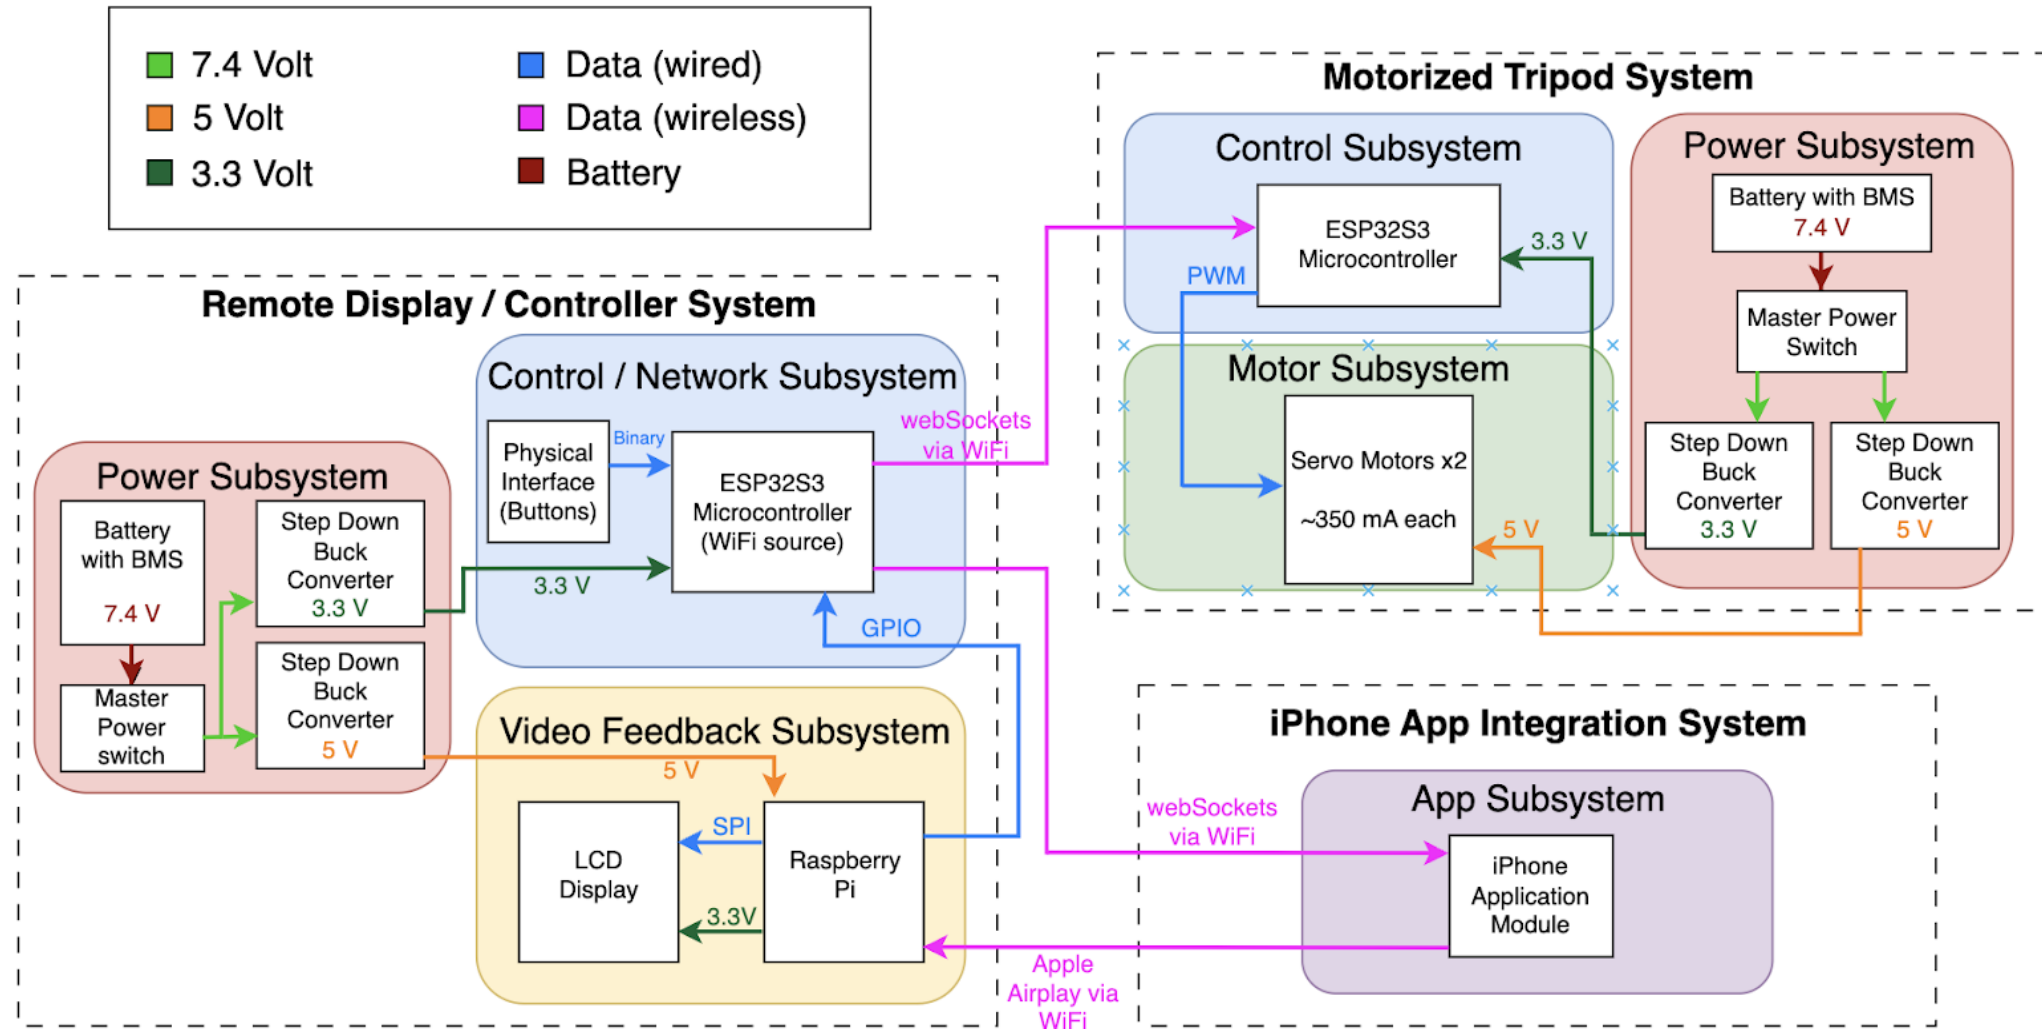 7.4 Volt
5 Volt
3.3 Volt
Data (wired)
Data (wireless)
Battery
Remote Display / Controller System
Power Subsystem
Battery
with BMS
7.4 V
Master
Power
switch
Step Down
Buck
Converter
3.3 V
Step Down
Buck
Converter
5 V
Control / Network Subsystem
Physical
Interface
(Buttons)
Binary
ESP32S3
Microcontroller
(WiFi source)
3.3 V
GPIO
webSockets
via WiFi
Video Feedback Subsystem
5 V
LCD
Display
SPI
3.3V
Raspberry
Pi
Motorized Tripod System
Control Subsystem
ESP32S3
Microcontroller
PWM
3.3 V
Motor Subsystem
Servo Motors x2
~350 mA each
5 V
Power Subsystem
Battery with BMS
7.4 V
Master Power
Switch
Step Down
Buck
Converter
3.3 V
Step Down
Buck
Converter
5 V
iPhone App Integration System
App Subsystem
webSockets
via WiFi
iPhone
Application
Module
Apple
Airplay via
WiFi